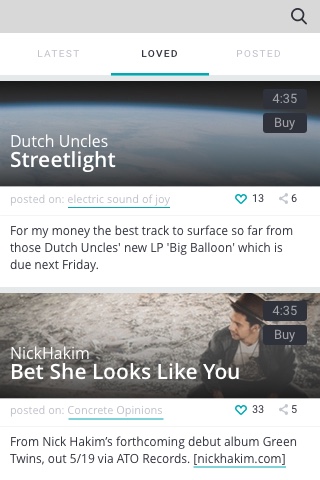 LATEST LOVED POSTED
4:35
Buy
Dutch Uncles
Streetlight
posted on: electric sound of joy 13 6
For my money the best track to surface so far from
those Dutch Uncles' new LP 'Big Balloon' which is
due next Friday.
4:35
Buy
NickHakim
Bet She Looks Like You
posted on: Concrete Opinions 33 5
From Nick Hakim’s forthcoming debut album Green
Twins, out 5/19 via ATO Records. [nickhakim.com]